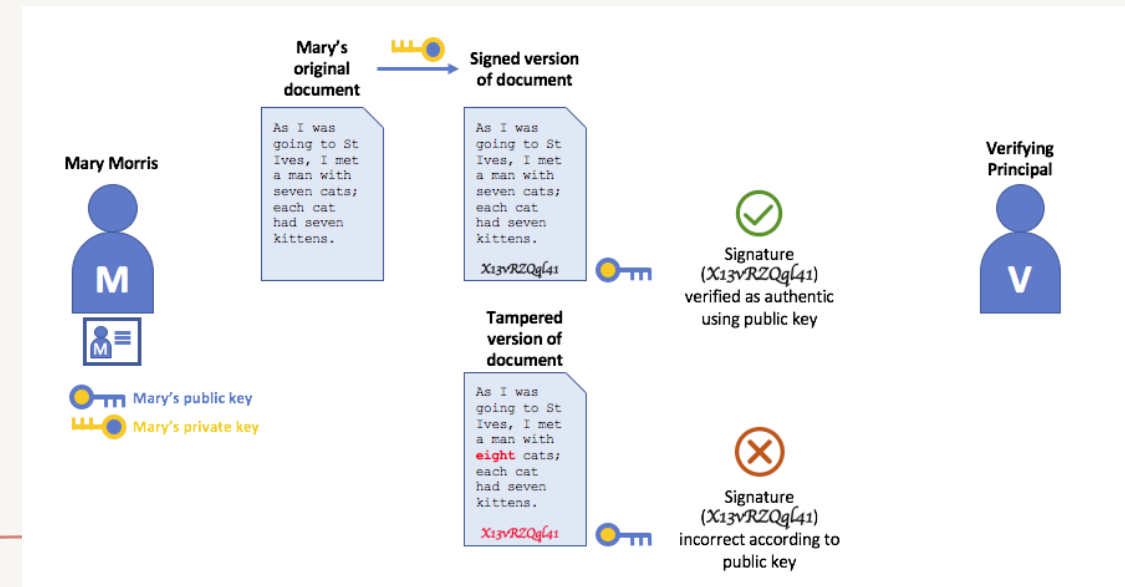 Mary's
original
document
Signed version
of document
As I was
going to St
Ives, I met
a man with
seven cats;
each cat
had seven
kittens.
As I was
going to St
Ives, I met
a man with
seven cats;
each cat
had seven
kittens.
X13vRZQgl41
Mary Morris
M
M
Mary's public key
Mary's private key
Signature
(X13vRZQgl41)
verified as authentic
using public key
Verifying
Principal
V
Tampered
version of
document
As I was
going to St
Ives, I met
a man with
eight cats;
each cat
had seven
kittens.
X13vRZQgl41
Signature
(X13vRZQgl41)
incorrect according to
public key